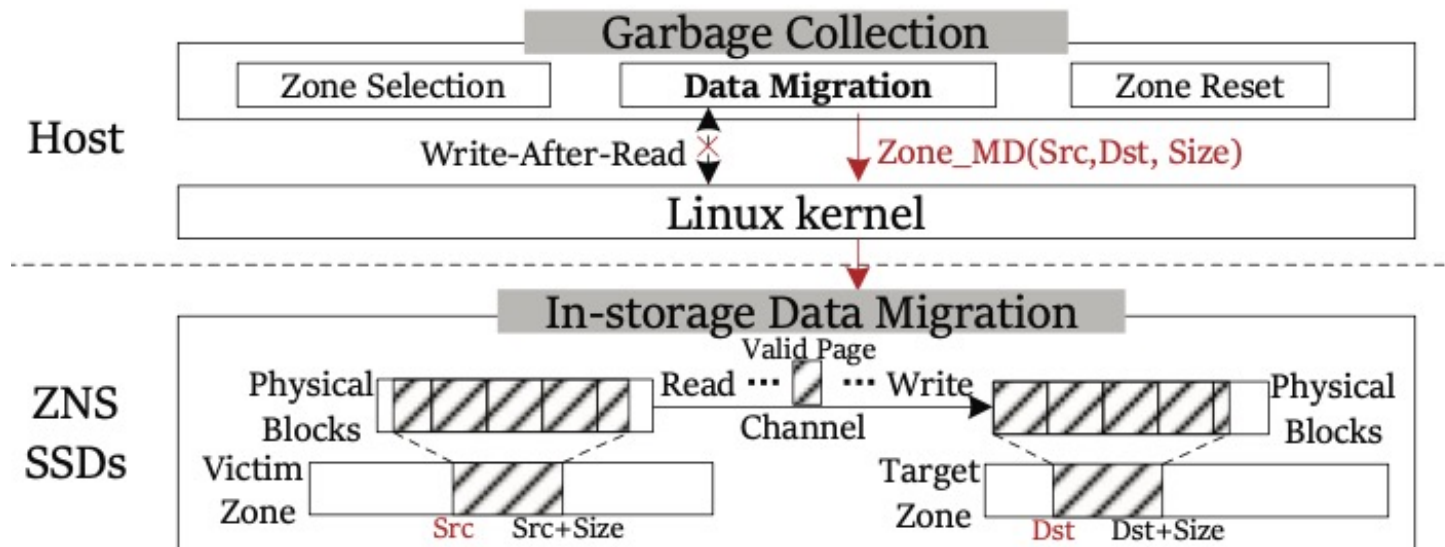 Garbage Collection
Zone Selection
Data Migration
Zone Reset
Host
Write-After-Read
Zone_MD(Src,Dst, Size)
Linux kernel
In-storage Data Migration
ZNS
SSDs
Physical
Blocks
Read ··· Valid Page ··· Write
Channel
Physical
Blocks
Victim
Zone
Src
Src+Size
Target
Zone
Dst
Dst+Size